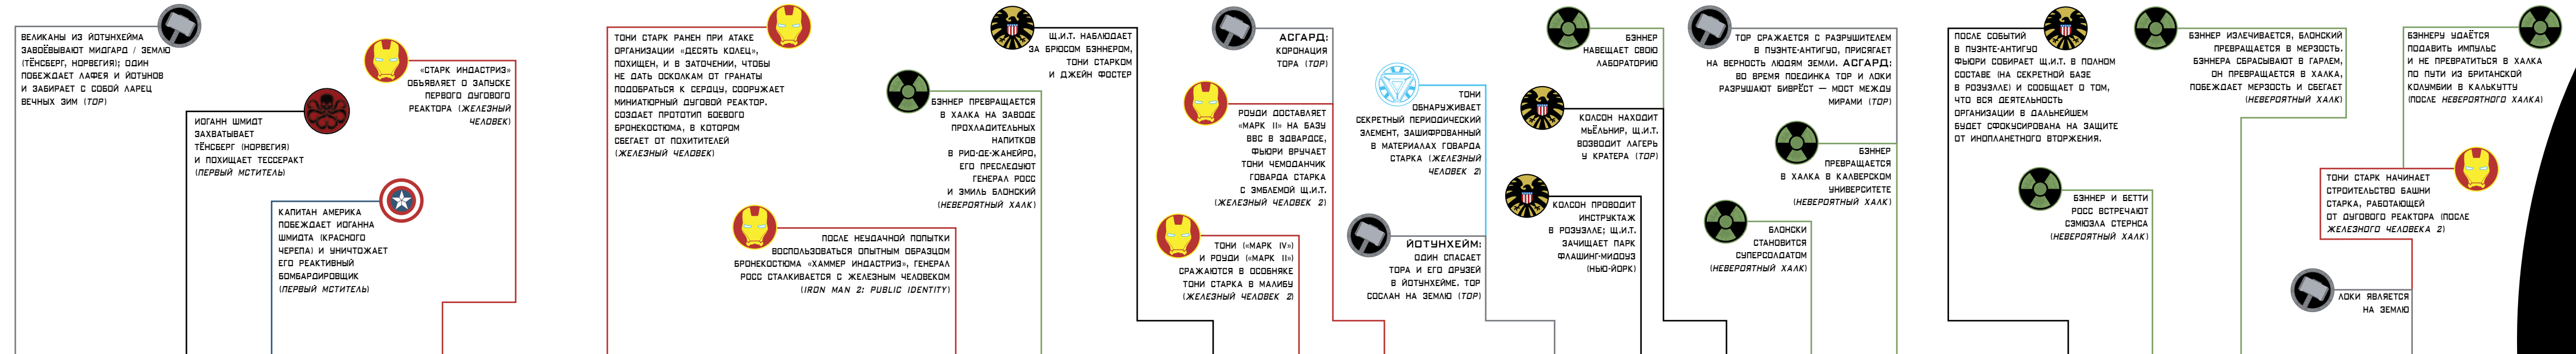 ВЕЛИКАНЫ ИЗ ЙОТУНХЕЙМА
ЗАВОЁВЫВАЮТ МИДГАРД / ЗЕМЛЮ
(ТЁНСБЕРГ, НОРВЕГИЯ); ОДИН
ПОБЕЖДАЕТ ЛАФЕЯ И ЙОТУНОВ
И ЗАБИРАЕТ С СОБОЙ ЛАРЕЦ
ВЕЧНЫХ ЗИМ (ТОР)
ИОГАНН ШМИДТ
ЗАХВАТЫВАЕТ
ТЁНСБЕРГ (НОРВЕГИЯ)
И ПОХИЩАЕТ ТЕССЕРАКТ
(ПЕРВЫЙ МСТИТЕЛЬ)
КАПИТАН АМЕРИКА
ПОБЕЖДАЕТ ИОГАННА
ШМИДТА (КРАСНОГО
ЧЕРЕПА) И УНИЧТОЖАЕТ
ЕГО РЕАКТИВНЫЙ
БОМБАРДИРОВЩИК
(ПЕРВЫЙ МСТИТЕЛЬ)
«СТАРК ИНДАСТРИЗ»
ОБЪЯВЛЯЕТ О ЗАПУСКЕ
ПЕРВОГО ДУГОВОГО
РЕАКТОРА (ЖЕЛЕЗНЫЙ
ЧЕЛОВЕК)
ТОНИ СТАРК РАНЕН ПРИ АТАКЕ
ОРГАНИЗАЦИИ «ДЕСЯТЬ КОЛЕЦ»,
ПОХИЩЕН, И В ЗАТОЧЕНИИ, ЧТОБЫ
НЕ ДАТЬ ОСКОЛКАМ ОТ ГРАНАТЫ
ПОДОБРАТЬСЯ К СЕРДЦУ, СООРУЖАЕТ
МИНИАТЮРНЫЙ ДУГОВОЙ РЕАКТОР.
СОЗДАЕТ ПРОТОТИП БОЕВОГО
БРОНЕКОСТЮМА, В КОТОРОМ
СБЕГАЕТ ОТ ПОХИТИТЕЛЕЙ
(ЖЕЛЕЗНЫЙ ЧЕЛОВЕК)
ПОСЛЕ НЕУДАЧНОЙ ПОПЫТКИ
ВОСПОЛЬЗОВАТЬСЯ ОПЫТНЫМ ОБРАЗЦОМ
БРОНЕКОСТЮМА «ХАММЕР ИНДАСТРИЗ», ГЕНЕРАЛ
РОСС СТАЛКИВАЕТСЯ С ЖЕЛЕЗНЫМ ЧЕЛОВЕКОМ
(IRON MAN 2: PUBLIC IDENTITY)
БЭННЕР ПРЕВРАЩАЕТСЯ
В ХАЛКА НА ЗАВОДЕ
ПРОХЛАДИТЕЛЬНЫХ
НАПИТКОВ
В РИО-ДЕ-ЖАНЕЙРО,
ЕГО ПРЕСЛЕДУЮТ
ГЕНЕРАЛ РОСС
И ЭМИЛЬ БЛОНСКИЙ
(НЕВЕРОЯТНЫЙ ХАЛК)
Щ.И.Т. НАБЛЮДАЕТ
ЗА БРЮСОМ БЭННЕРОМ,
ТОНИ СТАРКОМ
И ДЖЕЙН ФОСТЕР
АСГАРД:
КОРОНАЦИЯ
ТОРА (ТОР)
РОУДИ ДОСТАВЛЯЕТ
«МАРК II» НА БАЗУ
ВВС В ЭДВАРДСЕ,
ФЬЮРИ ВРУЧАЕТ
ТОНИ ЧЕМОДАНЧИК
ГОВАРДА СТАРКА
С ЭМБЛЕМОЙ Щ.И.Т.
(ЖЕЛЕЗНЫЙ ЧЕЛОВЕК 2)
ТОНИ («МАРК IV»)
И РОУДИ («МАРК II»)
СРАЖАЮТСЯ В ОСОБНЯКЕ
ТОНИ СТАРКА В МАЛИБУ
(ЖЕЛЕЗНЫЙ ЧЕЛОВЕК 2)
ТОНИ
ОБНАРУЖИВАЕТ
СЕКРЕТНЫЙ ПЕРИОДИЧЕСКИЙ
ЭЛЕМЕНТ, ЗАШИФРОВАННЫЙ
В МАТЕРИАЛАХ ГОВАРДА
СТАРКА (ЖЕЛЕЗНЫЙ
ЧЕЛОВЕК 2)
ЙОТУНХЕЙМ:
ОДИН СПАСАЕТ
ТОРА И ЕГО ДРУЗЕЙ
В ЙОТУНХЕЙМЕ. ТОР
СОСЛАН НА ЗЕМЛЮ (ТОР)
БЭННЕР
НАВЕЩАЕТ СВОЮ
ЛАБОРАТОРИЮ
КОЛСОН НАХОДИТ
МЬЁЛЬНИР, Щ.И.Т.
ВОЗВОДИТ ЛАГЕРЬ
У КРАТЕРА (ТОР)
КОЛСОН ПРОВОДИТ
ИНСТРУКТАЖ
В РОЗУЭЛЛЕ; Щ.И.Т.
ЗАЧИЩАЕТ ПАРК
ФЛАШИНГ-МИДОУЗ
(НЬЮ-ЙОРК)
ТОР СРАЖАЕТСЯ С РАЗРУШИТЕЛЕМ
В ПУЭНТЕ-АНТИГУО, ПРИСЯГАЕТ
НА ВЕРНОСТЬ ЛЮДЯМ ЗЕМЛИ. АСГАРД:
ВО ВРЕМЯ ПОЕДИНКА ТОР И ЛОКИ
РАЗРУШАЮТ БИВРЁСТ — МОСТ МЕЖДУ
МИРАМИ (ТОР)
БЭННЕР
ПРЕВРАЩАЕТСЯ
В ХАЛКА В КАЛВЕРСКОМ
УНИВЕРСИТЕТЕ
(НЕВЕРОЯТНЫЙ ХАЛК)
БЛОНСКИ
СТАНОВИТСЯ
СУПЕРСОЛДАТОМ
(НЕВЕРОЯТНЫЙ ХАЛК)
ПОСЛЕ СОБЫТИЙ
В ПУЭНТЕ-АНТИГУО
ФЬЮРИ СОБИРАЕТ Щ.И.Т. В ПОЛНОМ
СОСТАВЕ (НА СЕКРЕТНОЙ БАЗЕ
В РОЗУЭЛЛЕ) И СООБЩАЕТ О ТОМ,
ЧТО ВСЯ ДЕЯТЕЛЬНОСТЬ
ОРГАНИЗАЦИИ В ДАЛЬНЕЙШЕМ
БУДЕТ СФОКУСИРОВАНА НА ЗАЩИТЕ
ОТ ИНОПЛАНЕТНОГО ВТОРЖЕНИЯ.
БЭННЕР И БЕТТИ
РОСС ВСТРЕЧАЮТ
СЭМЮЭЛА СТЕРНСА
(НЕВЕРОЯТНЫЙ ХАЛК)
БЭННЕР ИЗЛЕЧИВАЕТСЯ, БЛОНСКИЙ
ПРЕВРАЩАЕТСЯ В МЕРЗОСТЬ.
БЭННЕРА СБРАСЫВАЮТ В ГАРЛЕМ,
ОН ПРЕВРАЩАЕТСЯ В ХАЛКА,
ПОБЕЖДАЕТ МЕРЗОСТЬ И СБЕГАЕТ
(НЕВЕРОЯТНЫЙ ХАЛК)
БЭННЕРУ УДАЁТСЯ
ПОДАВИТЬ ИМПУЛЬС
И НЕ ПРЕВРАТИТЬСЯ В ХАЛКА
ПО ПУТИ ИЗ БРИТАНСКОЙ
КОЛУМБИИ В КАЛЬКУТТУ
(ПОСЛЕ НЕВЕРОЯТНОГО ХАЛКА)
ТОНИ СТАРК НАЧИНАЕТ
СТРОИТЕЛЬСТВО БАШНИ
СТАРКА, РАБОТАЮЩЕЙ
ОТ ДУГОВОГО РЕАКТОРА (ПОСЛЕ
ЖЕЛЕЗНОГО ЧЕЛОВЕКА 2)
ЛОКИ ЯВЛЯЕТСЯ
НА ЗЕМЛЮ